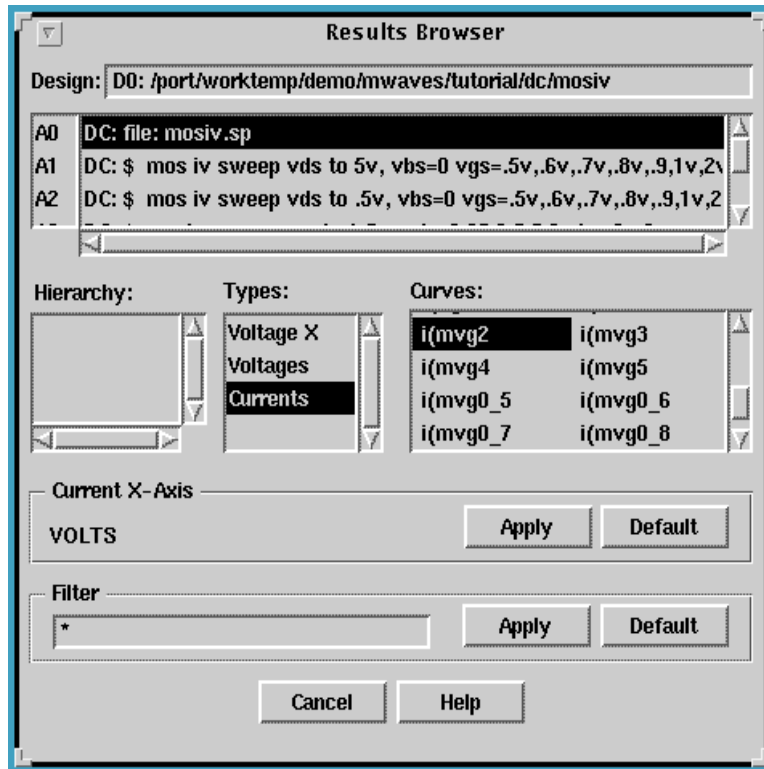 Results Browser
Design: D0: /port/worktemp/demo/mwaves/tutorial/dc/mosiv
A0 DC: file: mosiv.sp
A1 DC: $ mos iv sweep vds to 5v, vbs=0 vgs=.5v,.6v,.7v,.8v,.9,1v,2v
A2 DC: $ mos iv sweep vds to .5v, vbs=0 vgs=.5v,.6v,.7v,.8v,.9,1v,2
Hierarchy: Types: Curves:
Voltage X i(mvg2 i(mvg3
Voltages i(mvg4 i(mvg5
Currents i(mvg0_5 i(mvg0_6
i(mvg0_7 i(mvg0_8
Current X-Axis
VOLTS Apply Default
Filter
* Apply Default
Cancel Help